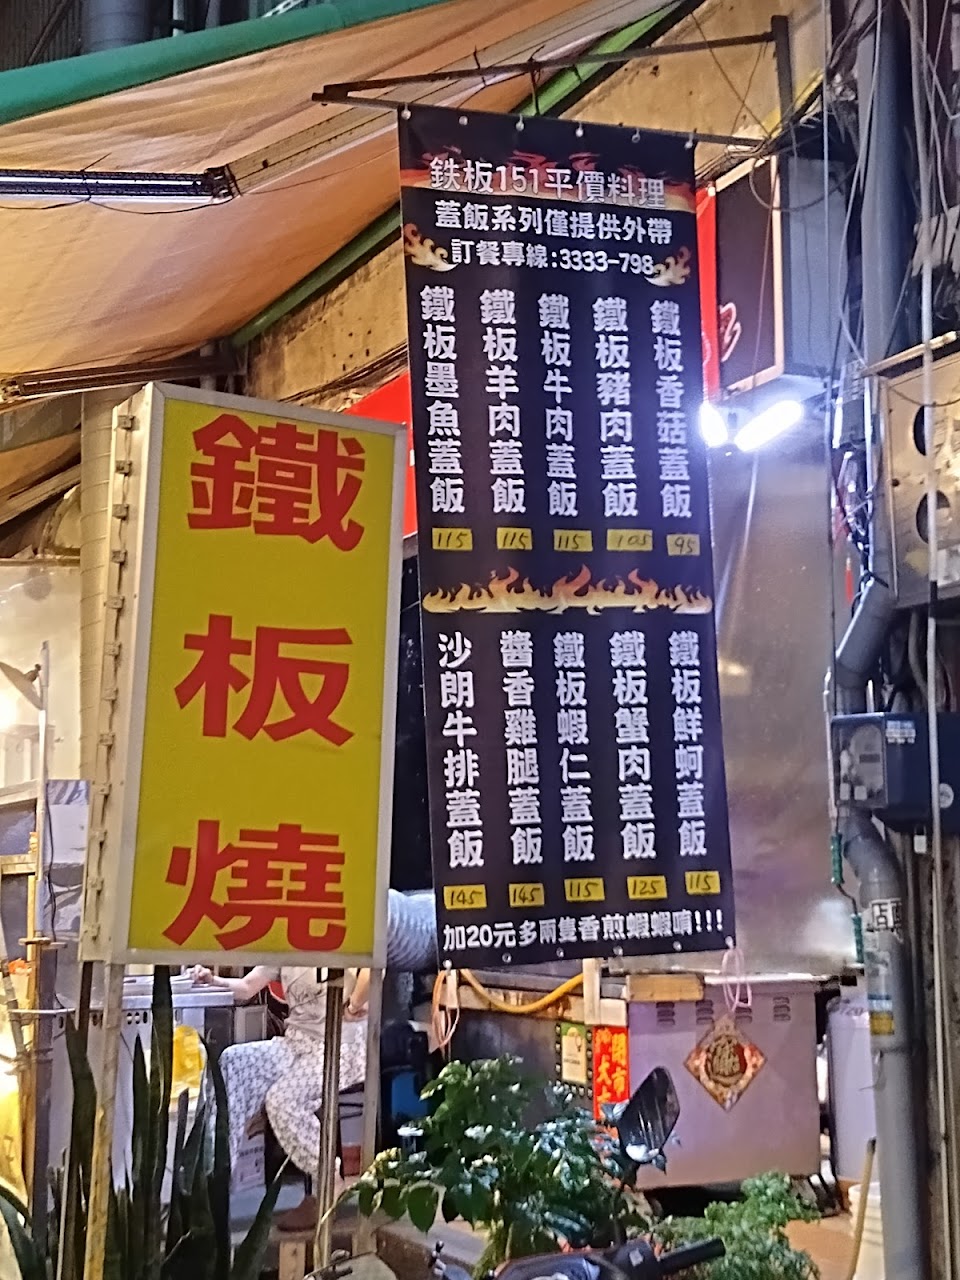 鉄板151平價料理
蓋飯系列僅提供外帶
訂餐專線:3333-798
鐵板墨魚蓋飯
115
鐵板羊肉蓋飯
115
鐵板牛肉蓋飯
115
鐵板豬肉蓋飯
105
鐵板香菇蓋飯
95
沙朗牛排蓋飯
145
醬香雞腿蓋飯
145
鐵板蝦仁蓋飯
115
鐵板蟹肉蓋飯
125
鐵板鮮蚵蓋飯
115
加20元多兩隻香煎蝦蝦唷!!!
鐵板燒